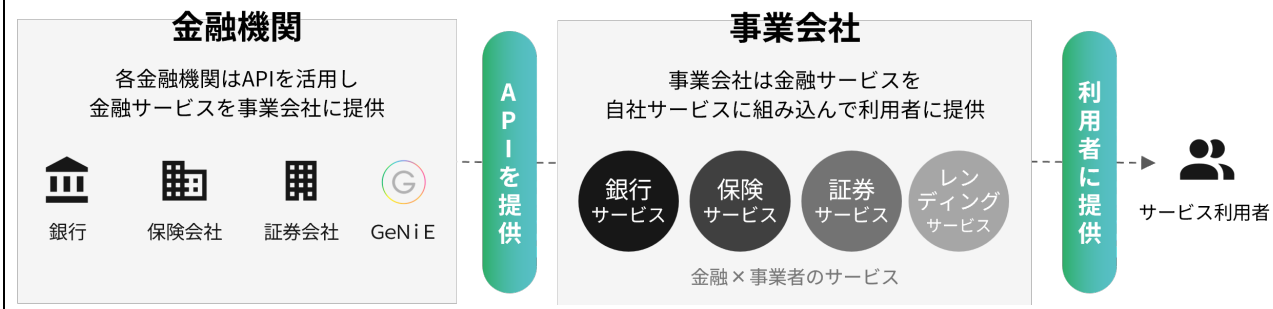 金融機関
各金融機関はAPIを活用し
金融サービスを事業会社に提供
銀行
保険会社
証券会社
G
GeNiE
APIを提供
事業会社
事業会社は金融サービスを
自社サービスに組み込んで利用者に提供
銀行
サービス
保険
サービス
証券
サービス
レン
ディング
サービス
金融×事業者のサービス
利用者に提供
サービス利用者